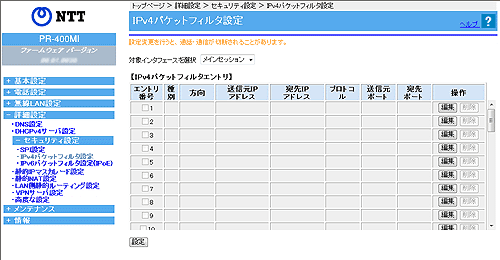 トップページ > 詳細設定 > セキュリティ設定 > IPv4パケットフィルタ設定
NTT
IPv4パケットフィルタ設定
ヘルプ ?
PR-400MI
ファームウェア バージョン
設定変更を行うと、通話・通信が切断されることがあります。
対象インタフェースを選択 メインセッション
基本設定
電話設定
無線LAN設定
詳細設定
DNS設定
DHCPv4サーバ設定
セキュリティ設定
SPI設定
IPv4パケットフィルタ設定
IPv6パケットフィルタ設定(IPoE)
静的IPマスカレード設定
静的NAT設定
LAN側静的ルーティング設定
VPNサーバ設定
高度な設定
メンテナンス
情報
【IPv4パケットフィルタエントリ】
エントリ番号 種別 方向 送信元IPアドレス 宛先IPアドレス プロトコル 送信元ポート 宛先ポート 操作
1 編集 削除
2 編集 削除
3 編集 削除
4 編集 削除
5 編集 削除
6 編集 削除
7 編集 削除
8 編集 削除
9 編集 削除
10
設定